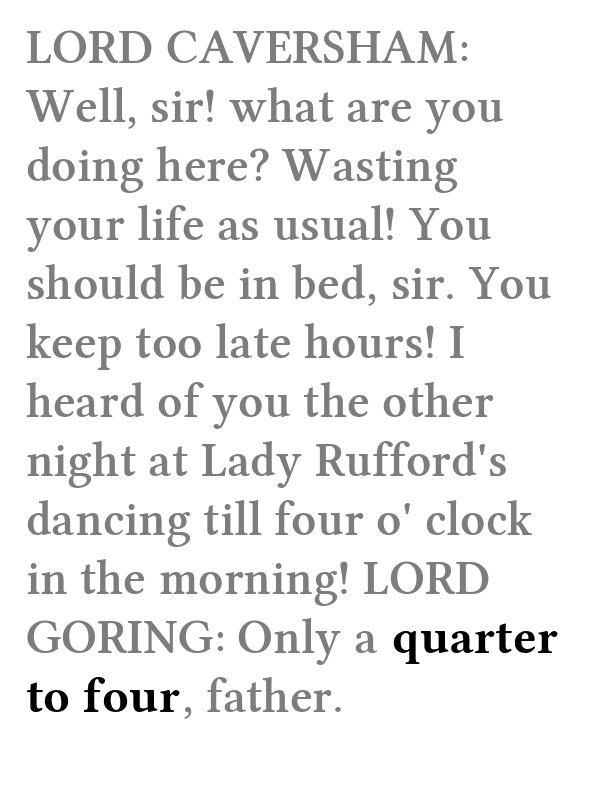 LORD CAVERSHAM:
Well, sir! what are you
doing here? Wasting
your life as usual! You
should be in bed, sir. You
keep too late hours! I
heard of you the other
night at Lady Rufford's
dancing till four o' clock
in the morning! LORD
GORING: Only a quarter
to four, father.